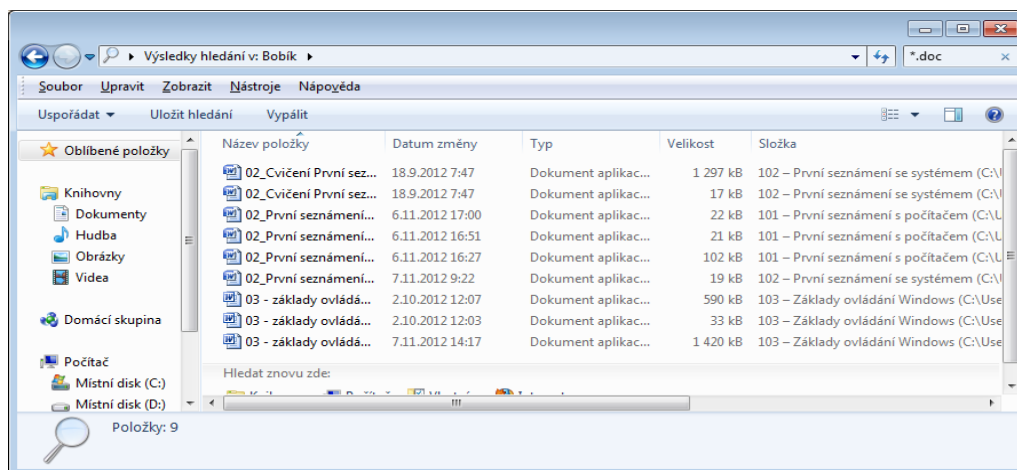 Výsledky hledání v: Bobík
*.doc
Soubor Upravit Zobrazit Nástroje Nápověda
Uspořádat Uložit hledání Vypálit
Oblíbené položky
Knihovny
Dokumenty
Hudba
Obrázky
Videa
Domácí skupina
Počítač
Místní disk (C:)
Místní disk (D:)
Název položky Datum změny Typ Velikost Složka
02_Cvičení První sez... 18.9.2012 7:47 Dokument aplikac... 1 297 kB 102 – První seznámení se systémem (C:\
02_Cvičení První sez... 18.9.2012 7:47 Dokument aplikac... 17 kB 102 – První seznámení se systémem (C:\
02_První seznámení... 6.11.2012 17:00 Dokument aplikac... 22 kB 101 – První seznámení s počítačem (C:\U
02_První seznámení... 6.11.2012 16:51 Dokument aplikac... 21 kB 101 – První seznámení s počítačem (C:\U
02_První seznámení... 6.11.2012 16:27 Dokument aplikac... 102 kB 101 – První seznámení s počítačem (C:\U
02_První seznámení... 7.11.2012 9:22 Dokument aplikac... 19 kB 102 – První seznámení se systémem (C:\
03 - základy ovládá... 2.10.2012 12:07 Dokument aplikac... 590 kB 103 – Základy ovládání Windows (C:\Use
03 - základy ovládá... 2.10.2012 12:03 Dokument aplikac... 33 kB 103 – Základy ovládání Windows (C:\Use
03 - základy ovládá... 7.11.2012 14:17 Dokument aplikac... 1 420 kB 103 – Základy ovládání Windows (C:\Use
Hledat znovu zde:
Položky: 9